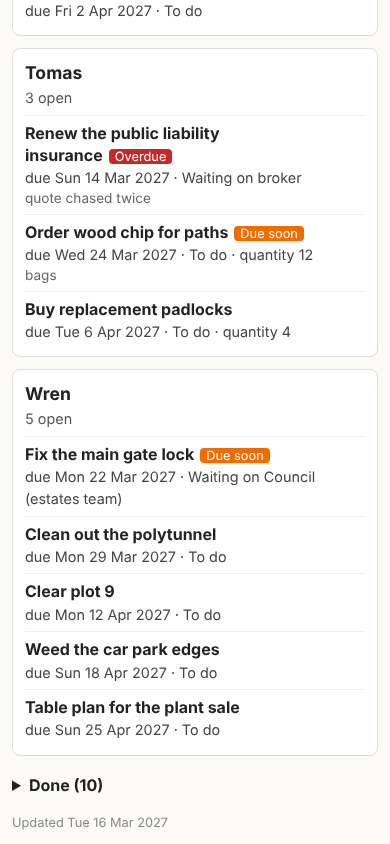 due Fri 2 Apr 2027 · To do
Tomas
3 open
Renew the public liability
insurance Overdue
due Sun 14 Mar 2027 · Waiting on broker
quote chased twice
Order wood chip for paths Due soon
due Wed 24 Mar 2027 · To do · quantity 12
bags
Buy replacement padlocks
due Tue 6 Apr 2027 · To do · quantity 4
Wren
5 open
Fix the main gate lock Due soon
due Mon 22 Mar 2027 · Waiting on Council
(estates team)
Clean out the polytunnel
due Mon 29 Mar 2027 · To do
Clear plot 9
due Mon 12 Apr 2027 · To do
Weed the car park edges
due Sun 18 Apr 2027 · To do
Table plan for the plant sale
due Sun 25 Apr 2027 · To do
Done (10)
Updated Tue 16 Mar 2027